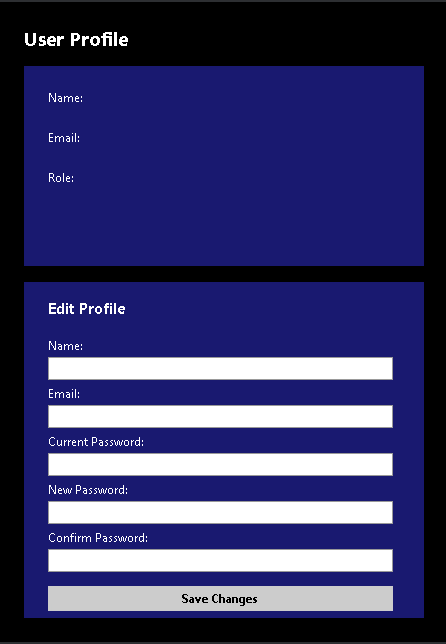 User Profile
Name:
Email:
Role:
Edit Profile
Name:
Email:
Current Password:
New Password:
Confirm Password:
Save Changes